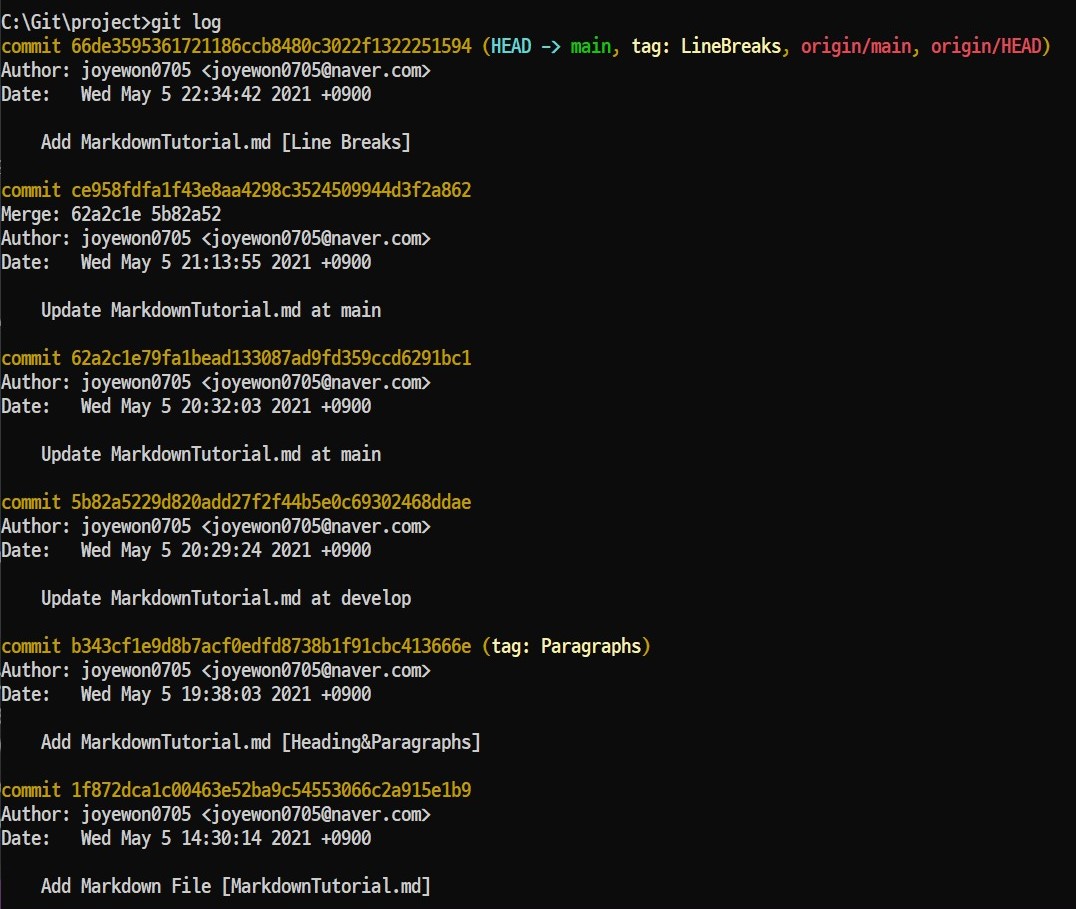 C:\Git\project>git log
commit 66de3595361721186ccb8480c3022f1322251594 (HEAD -> main, tag: LineBreaks, origin/main, origin/HEAD)
Author: joyewon0705 <joyewon0705@naver.com>
Date:   Wed May 5 22:34:42 2021 +0900
    Add MarkdownTutorial.md [Line Breaks]
commit ce958fdfa1f43e8aa4298c3524509944d3f2a862
Merge: 62a2c1e 5b82a52
Author: joyewon0705 <joyewon0705@naver.com>
Date:   Wed May 5 21:13:55 2021 +0900
    Update MarkdownTutorial.md at main
commit 62a2c1e79fa1bead133087ad9fd359ccd6291bc1
Author: joyewon0705 <joyewon0705@naver.com>
Date:   Wed May 5 20:32:03 2021 +0900
    Update MarkdownTutorial.md at main
commit 5b82a5229d820add27f2f44b5e0c69302468ddae
Author: joyewon0705 <joyewon0705@naver.com>
Date:   Wed May 5 20:29:24 2021 +0900
    Update MarkdownTutorial.md at develop
commit b343cf1e9d8b7acf0edfd8738b1f91cbc413666e (tag: Paragraphs)
Author: joyewon0705 <joyewon0705@naver.com>
Date:   Wed May 5 19:38:03 2021 +0900
    Add MarkdownTutorial.md [Heading&Paragraphs]
commit 1f872dca1c00463e52ba9c54553066c2a915e1b9
Author: joyewon0705 <joyewon0705@naver.com>
Date:   Wed May 5 14:30:14 2021 +0900
    Add Markdown File [MarkdownTutorial.md]